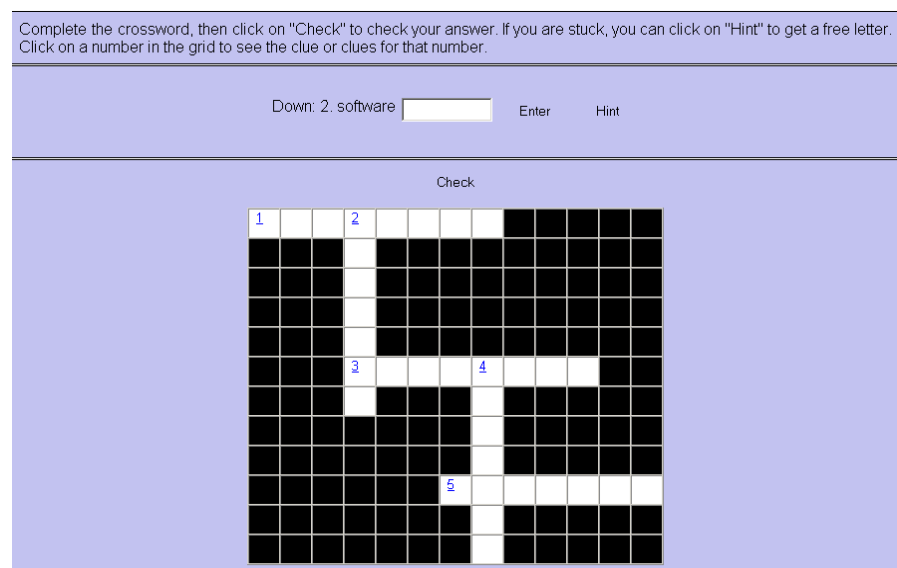 Complete the crossword, then click on "Check" to check your answer. If you are stuck, you can click on "Hint" to get a free letter.
Click on a number in the grid to see the clue or clues for that number.
Down: 2. software Enter Hint
Check
1 2
3 4
5